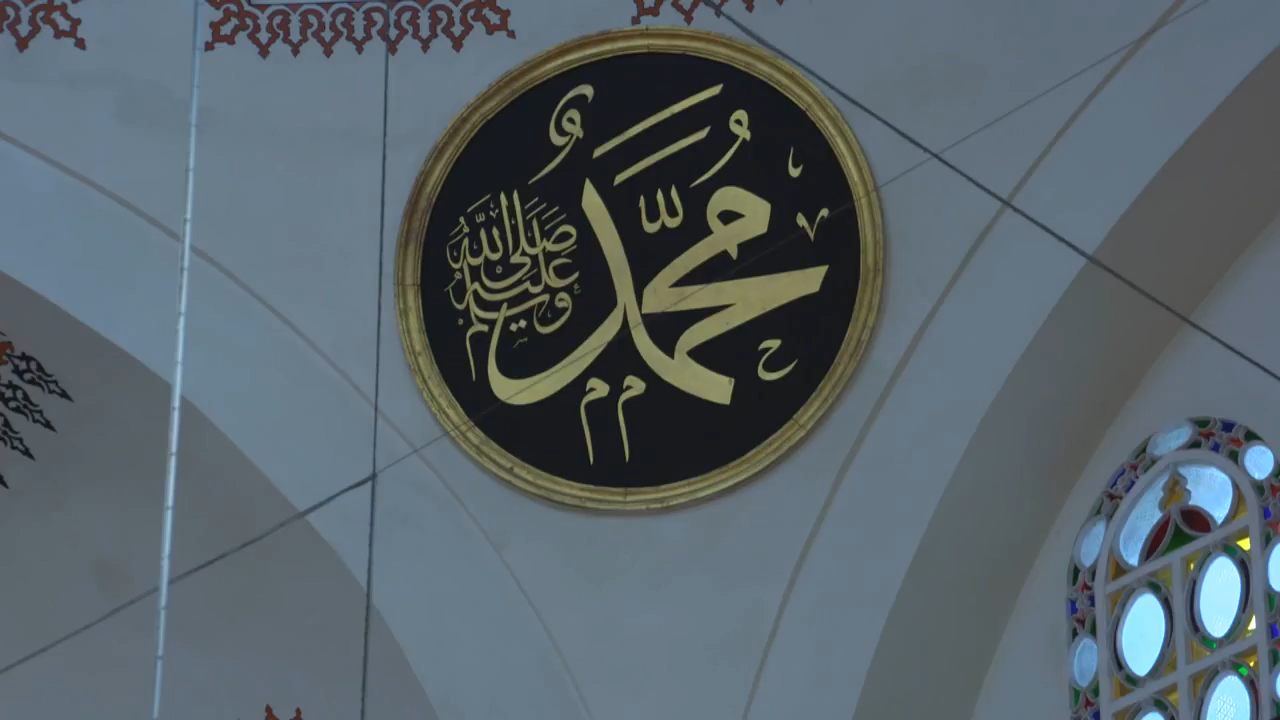 محمد
صلى الله
عليه
وسلم